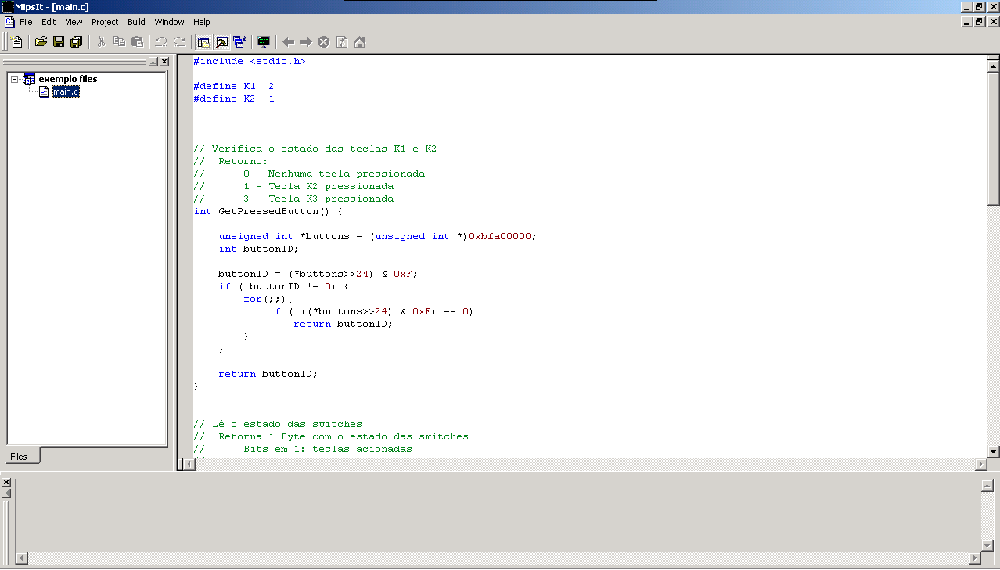 MipsIt - [main.c]
File Edit View Project Build Window Help
exemplo files
main.c
Files
#include <stdio.h>
#define K1  2
#define K2  1
// Verifica o estado das teclas K1 e K2
//  Retorno:
//      0 - Nenhuma tecla pressionada
//      1 - Tecla K2 pressionada
//      3 - Tecla K3 pressionada
int GetPressedButton() {
    unsigned int *buttons = (unsigned int *)0xbfa00000;
    int buttonID;
    buttonID = (*buttons>>24) & 0xF;
    if ( buttonID != 0) {
        for(;;){
            if ( ((*buttons>>24) & 0xF) == 0)
                return buttonID;
        }
    }
    return buttonID;
}
// Lê o estado das switches
//  Retorna 1 Byte com o estado das switches
//      Bits em 1: teclas acionadas